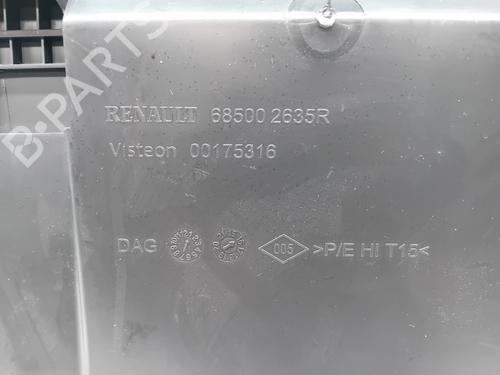 B-PARTS
RENAULT 68500 2635R
Visteon 00175316
DAG 005 >P/E HI T15<